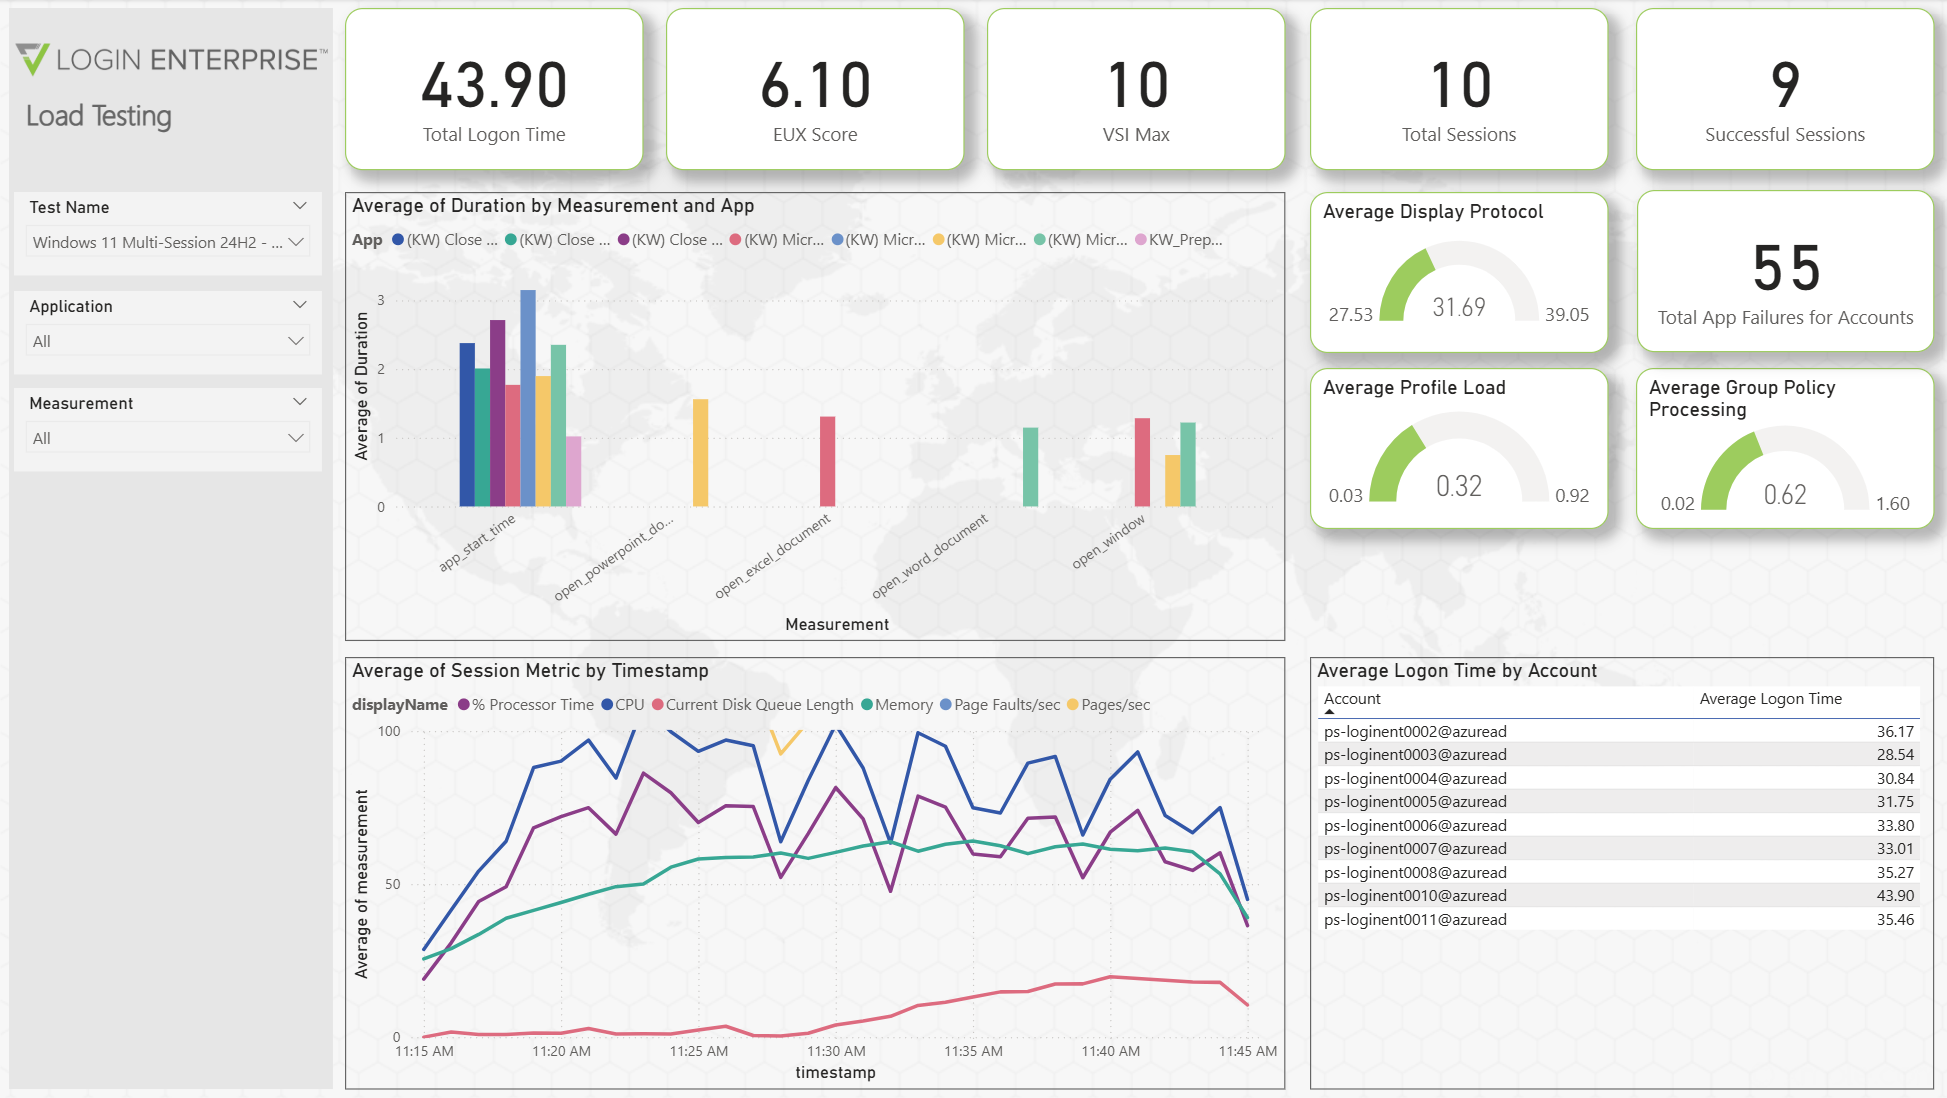 LOGIN ENTERPRISE™
Load Testing
Test Name
Windows 11 Multi-Session 24H2 - ...
Application
All
Measurement
All
43.90
Total Logon Time
6.10
EUX Score
10
VSI Max
10
Total Sessions
9
Successful Sessions
Average of Duration by Measurement and App
App (KW) Close ... (KW) Close ... (KW) Close ... (KW) Micr... (KW) Micr... (KW) Micr... (KW) Micr... KW_Prep...
Average of Duration
3
2
1
0
app_start_time
open_powerpoint_do...
open_excel_document
open_word_document
open_window
Measurement
Average Display Protocol
27.53
31.69
39.05
55
Total App Failures for Accounts
Average Profile Load
0.03
0.32
0.92
Average Group Policy
Processing
0.02
0.62
1.60
Average of Session Metric by Timestamp
displayName % Processor Time CPU Current Disk Queue Length Memory Page Faults/sec Pages/sec
Average of measurement
100
50
0
11:15 AM
11:20 AM
11:25 AM
11:30 AM
11:35 AM
11:40 AM
11:45 AM
timestamp
Average Logon Time by Account
Account Average Logon Time
ps-loginent0002@azuread 36.17
ps-loginent0003@azuread 28.54
ps-loginent0004@azuread 30.84
ps-loginent0005@azuread 31.75
ps-loginent0006@azuread 33.80
ps-loginent0007@azuread 33.01
ps-loginent0008@azuread 35.27
ps-loginent0010@azuread 43.90
ps-loginent0011@azuread 35.46